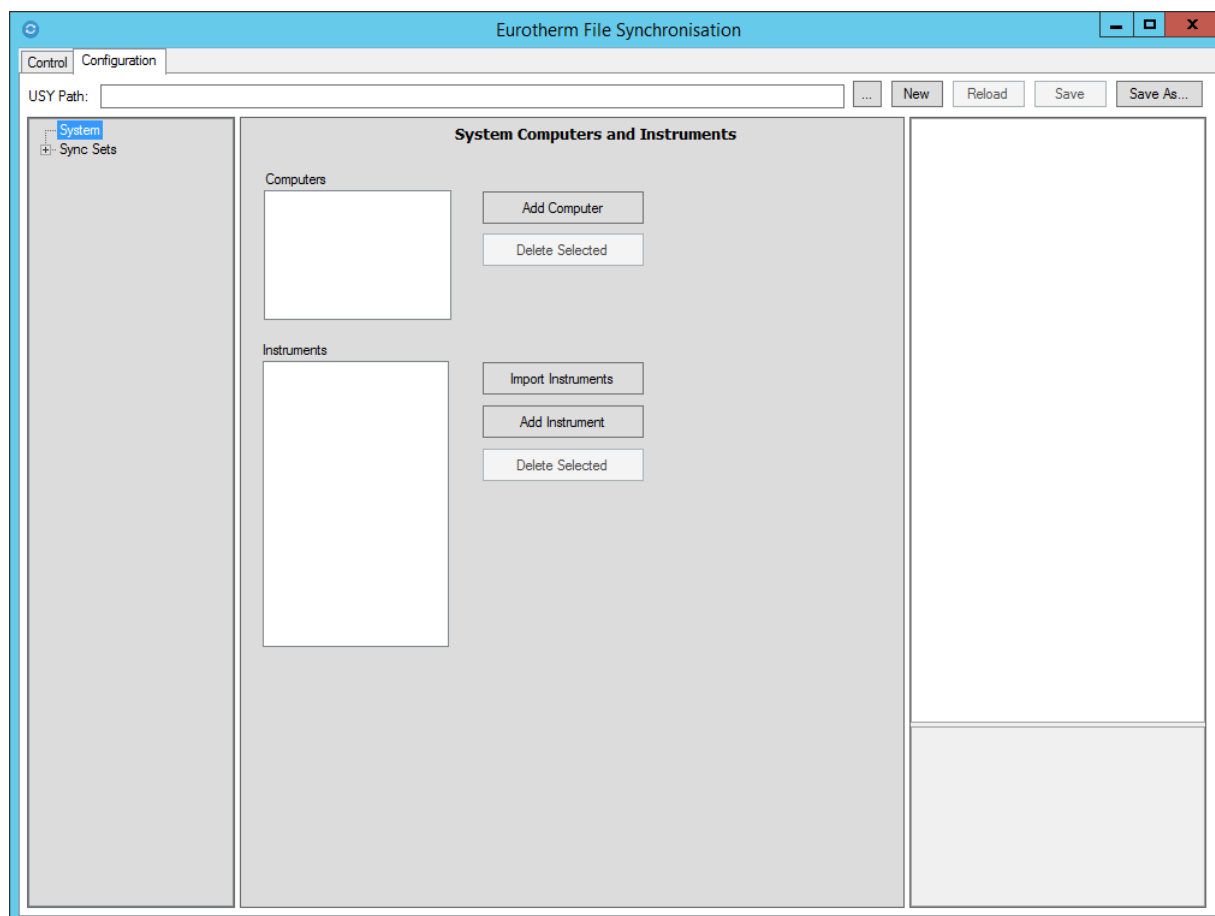 Eurotherm File Synchronisation
Control Configuration
USY Path: ... New Reload Save Save As...
System
Sync Sets
System Computers and Instruments
Computers
Add Computer
Delete Selected
Instruments
Import Instruments
Add Instrument
Delete Selected